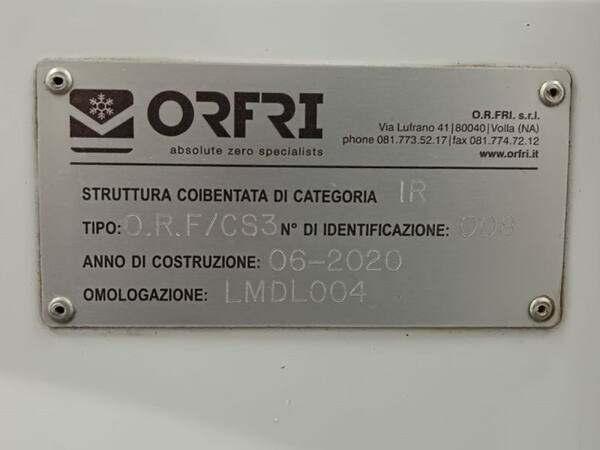 ORFRI
absolute zero specialists
O.R.FRI. s.r.l.
Via Lufrano 41|80040|Volla (NA)
phone 081.773.52.17|fax 081.774.72.12
www.orfri.it
STRUTTURA COIBENTATA DI CATEGORIA IR
TIPO: O.R.F/CS3 N° DI IDENTIFICAZIONE: 008
ANNO DI COSTRUZIONE: 06-2020
OMOLOGAZIONE: LMDL004